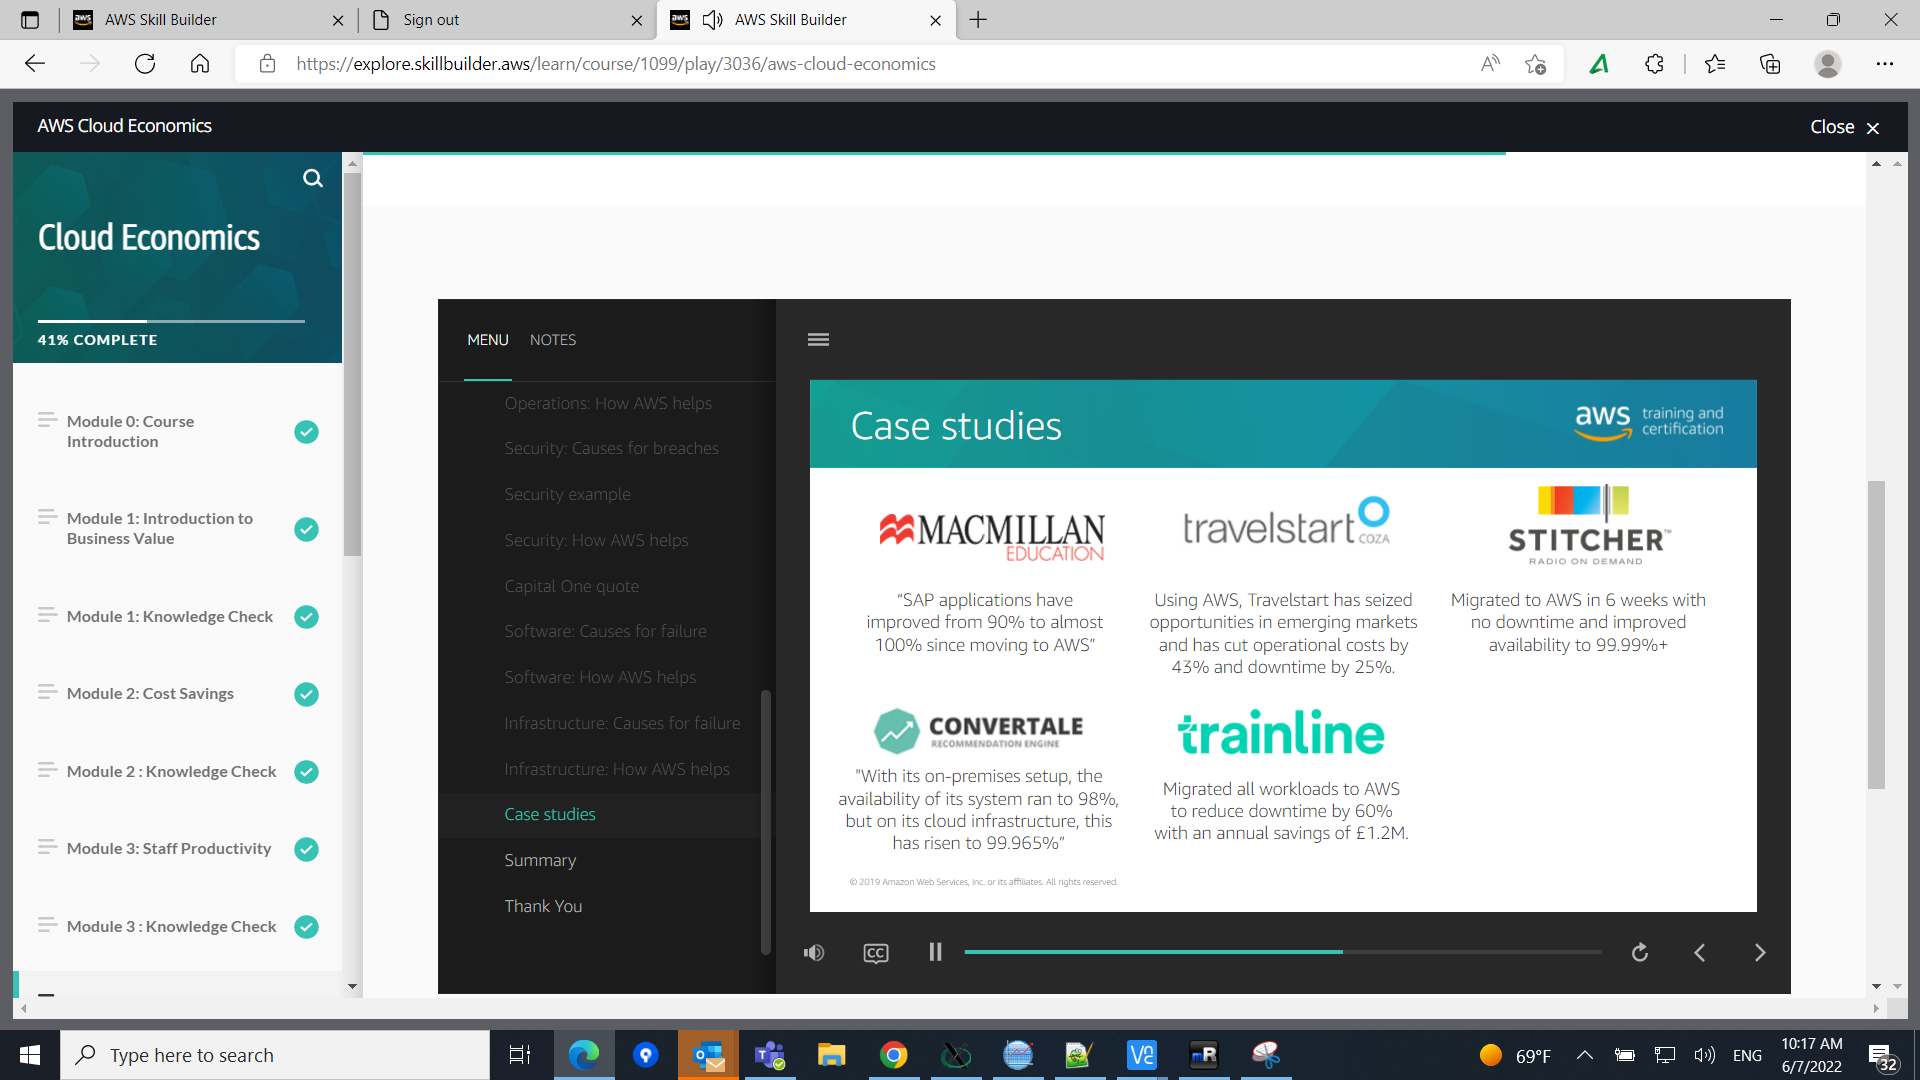 AWS Skill Builder
Sign out
AWS Skill Builder
https://explore.skillbuilder.aws/learn/course/1099/play/3036/aws-cloud-economics
AWS Cloud Economics
Close
Cloud Economics
41% COMPLETE
Module 0: Course
Introduction
Module 1: Introduction to
Business Value
Module 1: Knowledge Check
Module 2: Cost Savings
Module 2 : Knowledge Check
Module 3: Staff Productivity
Module 3 : Knowledge Check
MENU
NOTES
Operations: How AWS helps
Security: Causes for breaches
Security example
Security: How AWS helps
Capital One quote
Software: Causes for failure
Software: How AWS helps
Infrastructure: Causes for failure
Infrastructure: How AWS helps
Case studies
Summary
Thank You
Case studies
aws training and
certification
MACMILLAN
EDUCATION
“SAP applications have
improved from 90% to almost
100% since moving to AWS”
travelstart
COZA
Using AWS, Travelstart has seized
opportunities in emerging markets
and has cut operational costs by
43% and downtime by 25%.
STITCHER™
RADIO ON DEMAND
Migrated to AWS in 6 weeks with
no downtime and improved
availability to 99.99%+
CONVERTALE
RECOMMENDATION ENGINE
"With its on-premises setup, the
availability of its system ran to 98%,
but on its cloud infrastructure, this
has risen to 99.965%”
trainline
Migrated all workloads to AWS
to reduce downtime by 60%
with an annual savings of £1.2M.
© 2019 Amazon Web Services, Inc. or its affiliates. All rights reserved.
CC
Type here to search
69°F
ENG
10:17 AM
6/7/2022
32